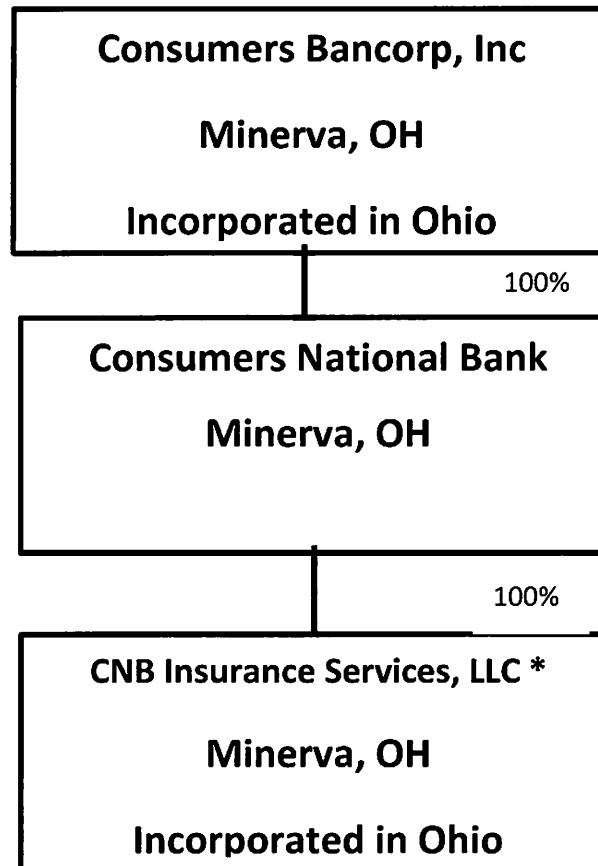 Consumers Bancorp, Inc
Minerva, OH
Incorporated in Ohio
100%
Consumers National Bank
Minerva, OH
100%
CNB Insurance Services, LLC *
Minerva, OH
Incorporated in Ohio